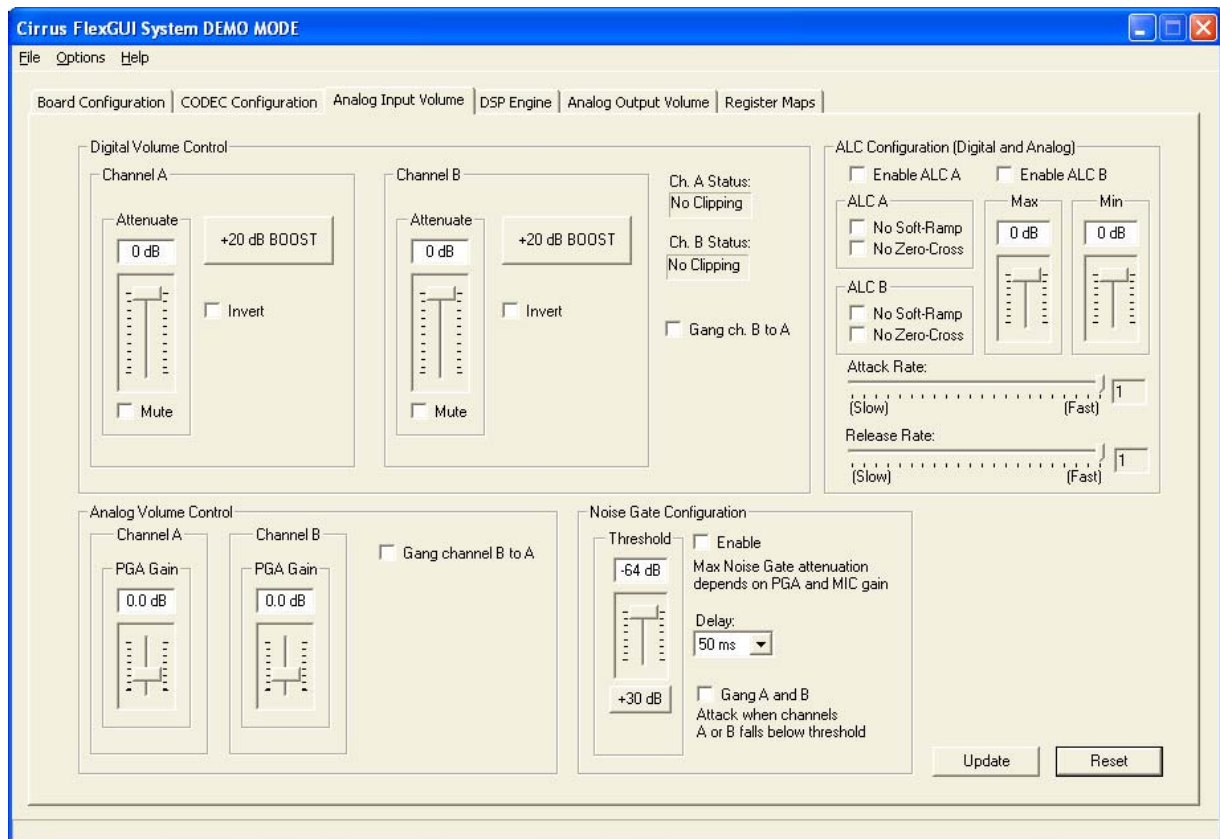 Cirrus FlexGUI System DEMO MODE
File Options Help
Board Configuration CODEC Configuration Analog Input Volume DSP Engine Analog Output Volume Register Maps
Digital Volume Control
Channel A
Attenuate
0 dB
+20 dB BOOST
Invert
Mute
Channel B
Attenuate
0 dB
+20 dB BOOST
Invert
Mute
Ch. A Status:
No Clipping
Ch. B Status:
No Clipping
Gang ch. B to A
ALC Configuration (Digital and Analog)
Enable ALC A
Enable ALC B
ALC A
No Soft-Ramp
No Zero-Cross
ALC B
No Soft-Ramp
No Zero-Cross
Max
0 dB
Min
0 dB
Attack Rate:
1
(Slow) (Fast)
Release Rate:
1
(Slow) (Fast)
Analog Volume Control
Channel A
PGA Gain
0.0 dB
Channel B
PGA Gain
0.0 dB
Gang channel B to A
Noise Gate Configuration
Threshold
-64 dB
+30 dB
Enable
Max Noise Gate attenuation
depends on PGA and MIC gain
Delay:
50 ms
Gang A and B
Attack when channels
A or B falls below threshold
Update
Reset